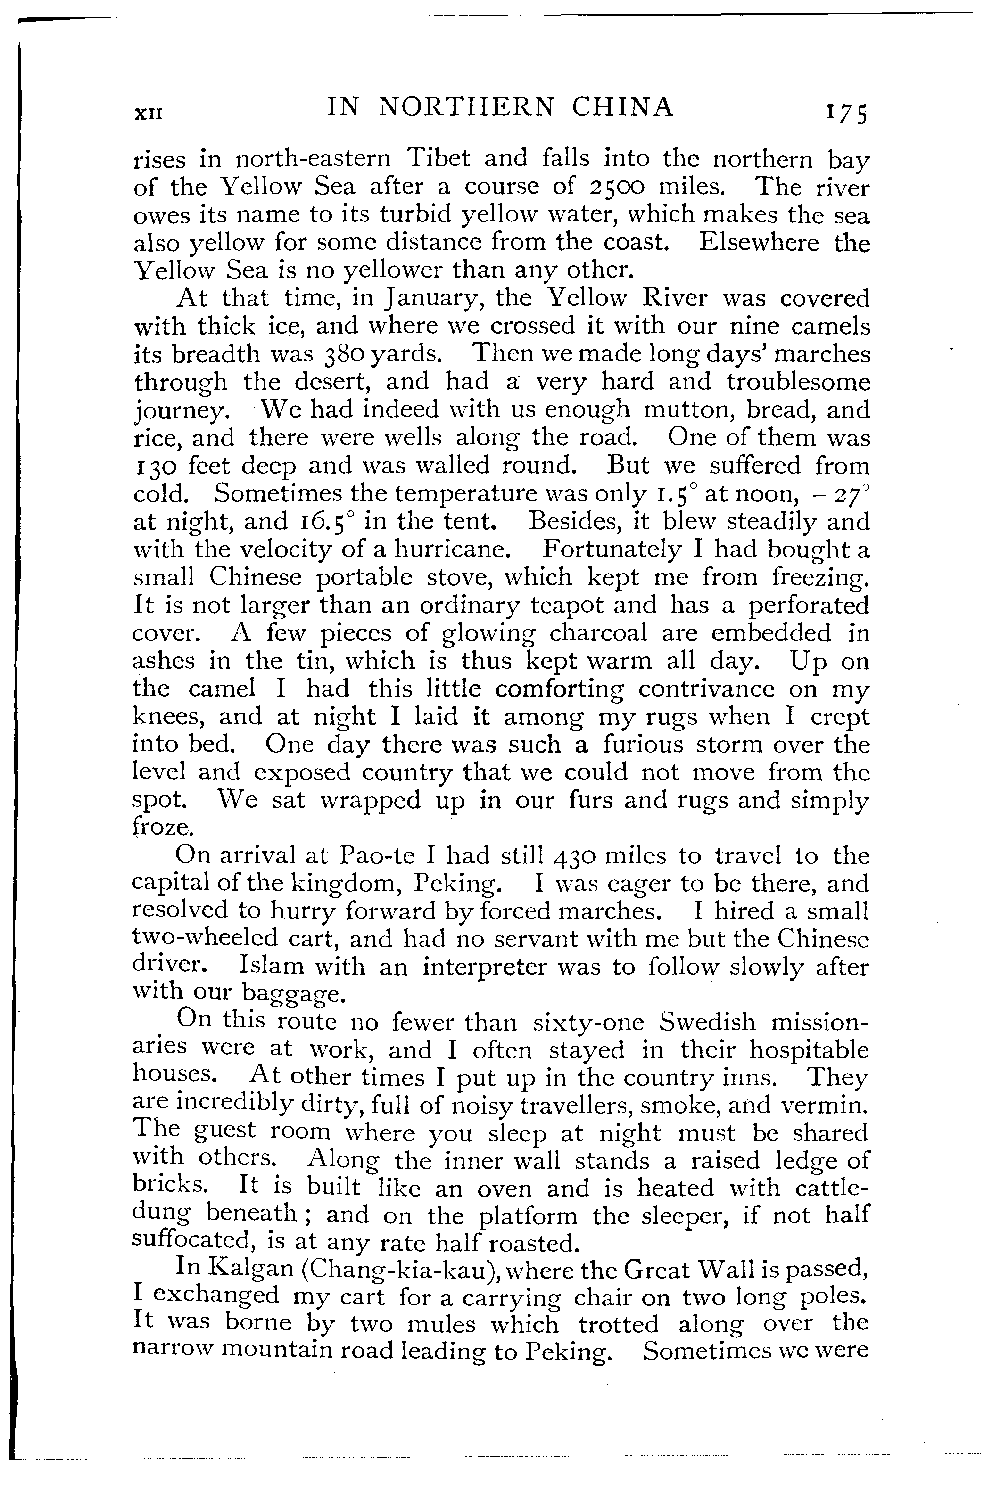 XII IN NORTHERN CHINA 175
rises in north-eastern Tibet and falls into the northern bay
of the Yellow Sea after a course of 2500 miles. The river
owes its name to its turbid yellow water, which makes the sea
also yellow for some distance from the coast. Elsewhere the
Yellow Sea is no yellower than any other.
At that time, in January, the Yellow River was covered
with thick ice, and where we crossed it with our nine camels
its breadth was 380 yards. Then we made long days' marches
through the desert, and had a very hard and troublesome
journey. We had indeed with us enough mutton, bread, and
rice, and there were wells along the road. One of them was
130 feet deep and was walled round. But we suffered from
cold. Sometimes the temperature was only 1.5° at noon, – 27°
at night, and 16.5° in the tent. Besides, it blew steadily and
with the velocity of a hurricane. Fortunately I had bought a
small Chinese portable stove, which kept me from freezing.
It is not larger than an ordinary teapot and has a perforated
cover. A few pieces of glowing charcoal are embedded in
ashes in the tin, which is thus kept warm all day. Up on
the camel I had this little comforting contrivance on my
knees, and at night I laid it among my rugs when I crept
into bed. One day there was such a furious storm over the
level and exposed country that we could not move from the
spot. We sat wrapped up in our furs and rugs and simply
froze.
On arrival at Pao-te I had still 430 miles to travel to the
capital of the kingdom, Peking. I was eager to be there, and
resolved to hurry forward by forced marches. I hired a small
two-wheeled cart, and had no servant with me but the Chinese
driver. Islam with an interpreter was to follow slowly after
with our baggage.
On this route no fewer than sixty-one Swedish mission-
aries were at work, and I often stayed in their hospitable
houses. At other times I put up in the country inns. They
are incredibly dirty, full of noisy travellers, smoke, and vermin.
The guest room where you sleep at night must be shared
with others. Along the inner wall stands a raised ledge of
bricks. It is built like an oven and is heated with cattle-
dung beneath; and on the platform the sleeper, if not half
suffocated, is at any rate half roasted.
In Kalgan (Chang-kia-kau), where the Great Wall is passed,
I exchanged my cart for a carrying chair on two long poles.
It was borne by two mules which trotted along over the
narrow mountain road leading to Peking. Sometimes we were